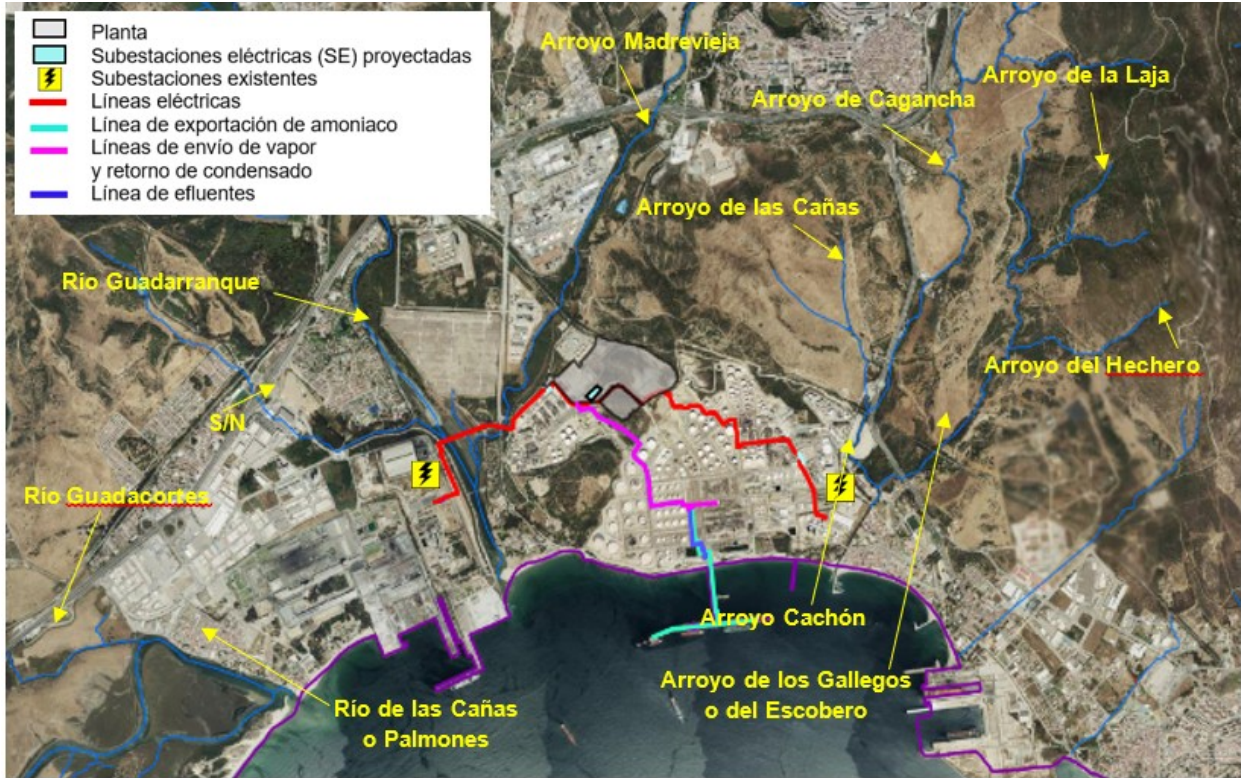 Planta
Subestaciones eléctricas (SE) proyectadas
Subestaciones existentes
Líneas eléctricas
Línea de exportación de amoniaco
Líneas de envío de vapor
y retorno de condensado
Línea de efluentes
Arroyo Madrevieja
Arroyo de la Laja
Arroyo de Cagancha
Arroyo de las Cañas
Río Guadarranque
Arroyo del Hechero
S/N
Río Guadacortes
Arroyo Cachón
Arroyo de los Gallegos
o del Escobero
Río de las Cañas
o Palmones